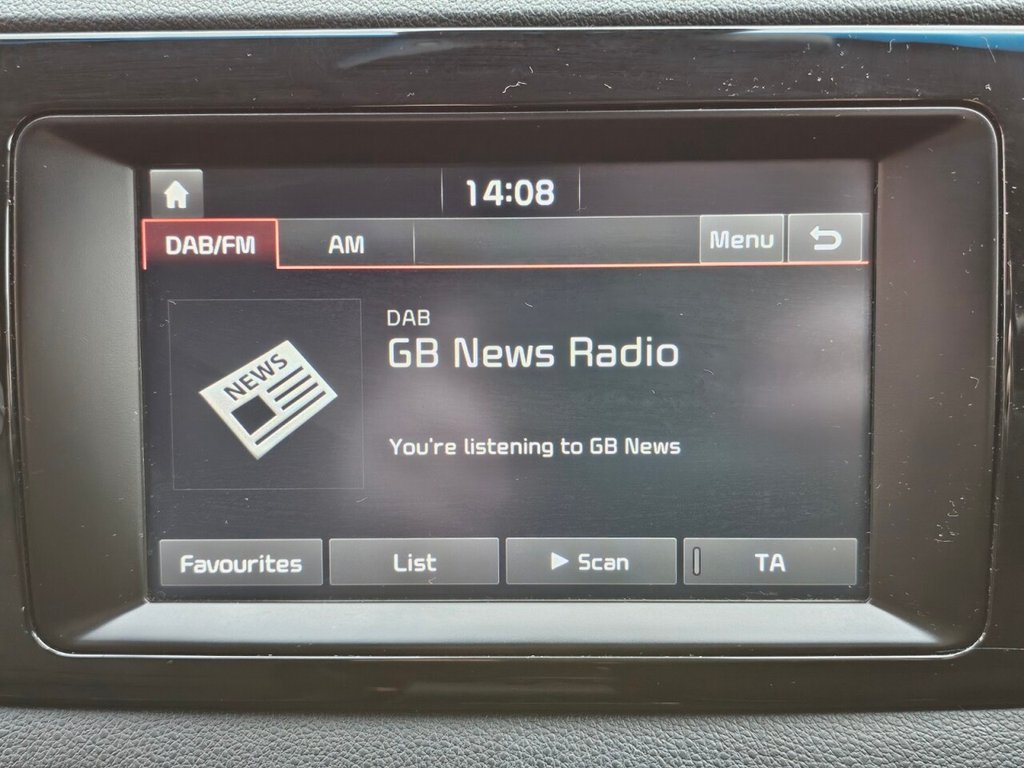 14:08
DAB/FM AM Menu
DAB
GB News Radio
NEWS
You're listening to GB News
Favourites List Scan TA